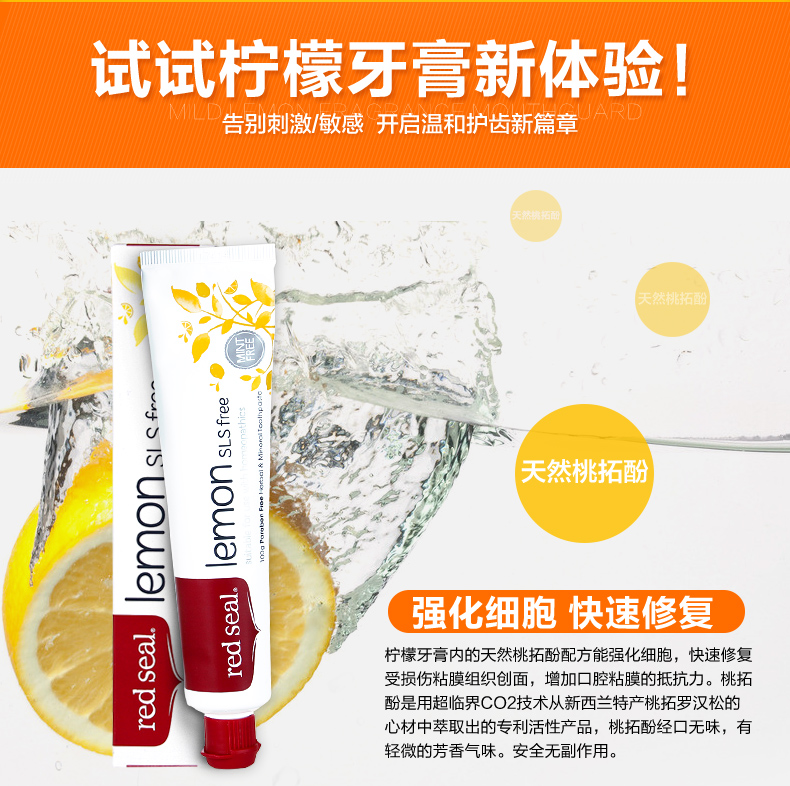 试试柠檬牙膏新体验！
MILD LEMON FRAGRANCE MOUTHGUARD
告别刺激/敏感 开启温和护齿新篇章
天然桃拓酚
天然桃拓酚
天然桃拓酚
MINT FREE
lemon SLS free
100g Paraben Free Herbal & Mineral Toothpaste
red seal®
lemon SLS free
red seal®
强化细胞 快速修复
柠檬牙膏内的天然桃拓酚配方能强化细胞，快速修复
受损伤粘膜组织创面，增加口腔粘膜的抵抗力。桃拓
酚是用超临界CO2技术从新西兰特产桃拓罗汉松的
心材中萃取出的专利活性产品，桃拓酚经口无味，有
轻微的芳香气味。安全无副作用。